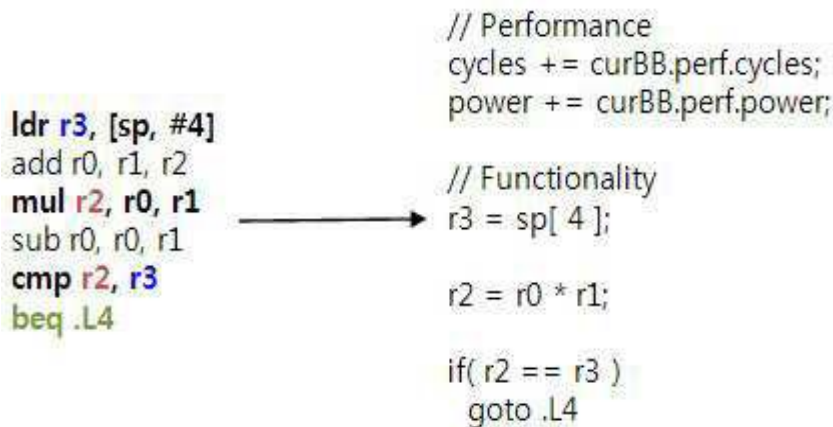 ldr r3, [sp, #4]
add r0, r1, r2
mul r2, r0, r1
sub r0, r0, r1
cmp r2, r3
beq .L4
// Performance
cycles += curBB.perf.cycles;
power += curBB.perf.power;
// Functionality
r3 = sp[ 4 ];
r2 = r0 * r1;
if( r2 == r3 )
goto .L4